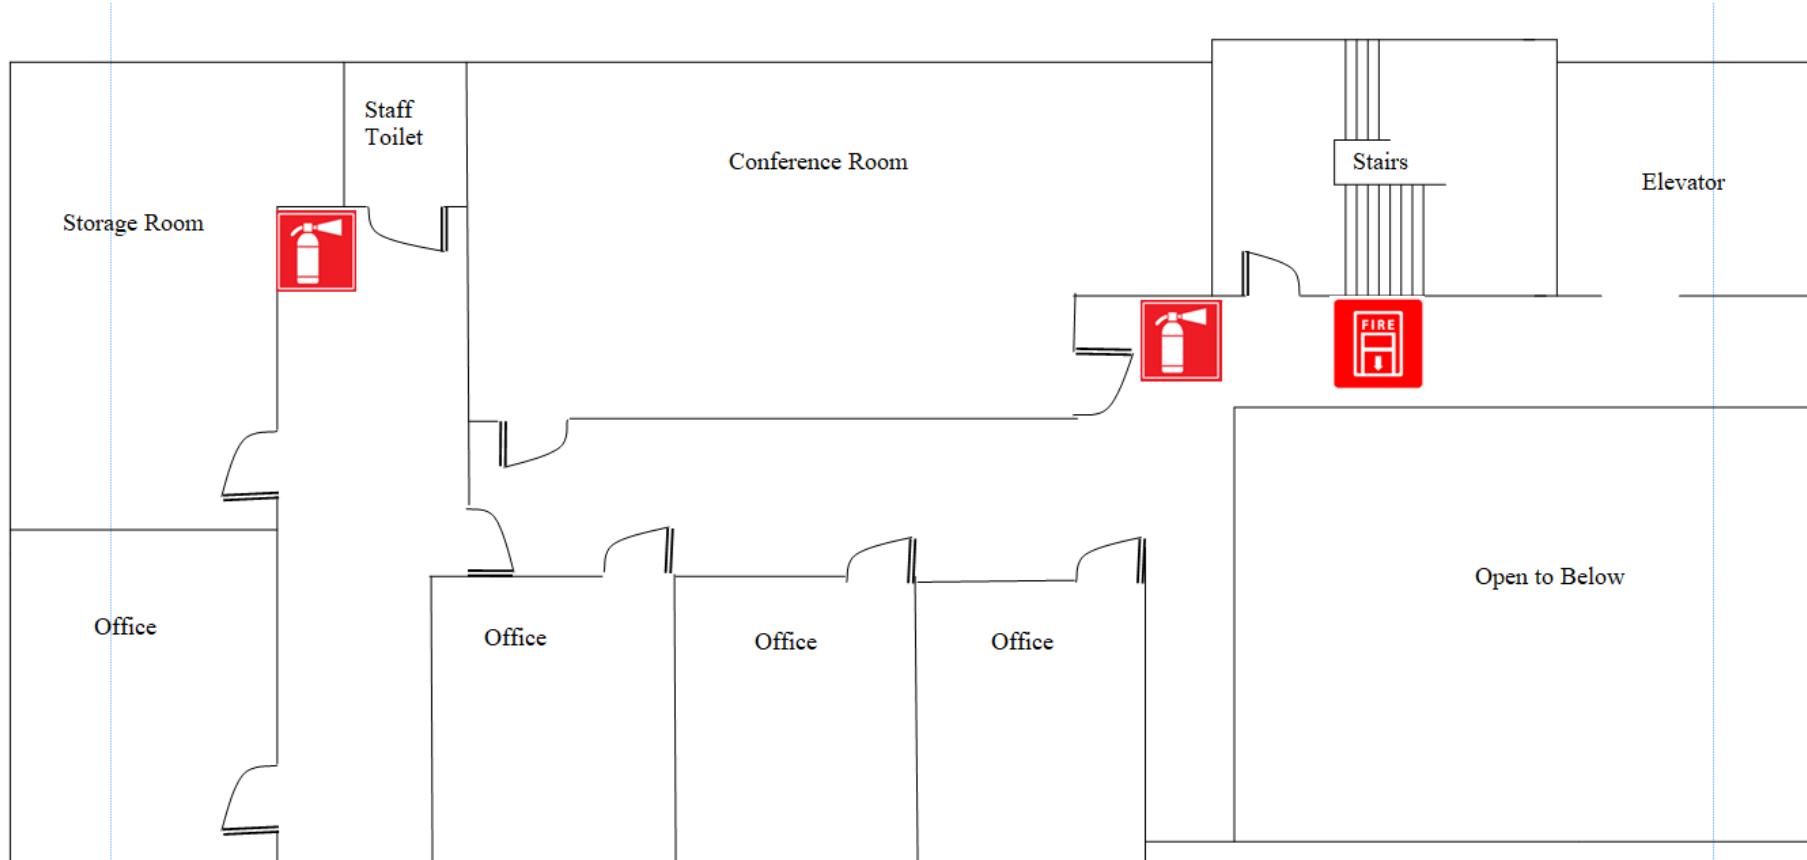 Staff
Toilet
Conference Room
Stairs
Elevator
Storage Room
FIRE
Open to Below
Office
Office
Office
Office